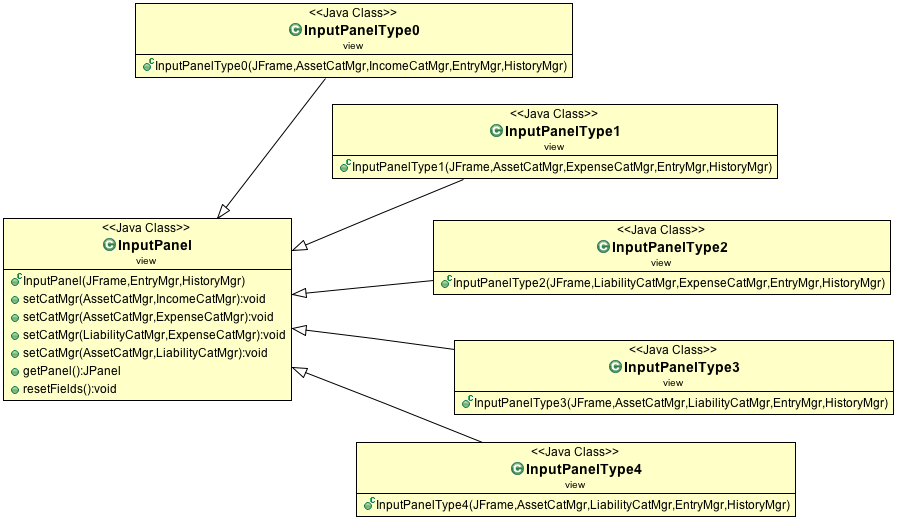 <<Java Class>>
InputPanelType0
view
InputPanelType0(JFrame,AssetCatMgr,IncomeCatMgr,EntryMgr,HistoryMgr)
<<Java Class>>
InputPanelType1
view
InputPanelType1(JFrame,AssetCatMgr,ExpenseCatMgr,EntryMgr,HistoryMgr)
<<Java Class>>
InputPanel
view
InputPanel(JFrame,EntryMgr,HistoryMgr)
setCatMgr(AssetCatMgr,IncomeCatMgr):void
setCatMgr(AssetCatMgr,ExpenseCatMgr):void
setCatMgr(LiabilityCatMgr,ExpenseCatMgr):void
setCatMgr(AssetCatMgr,LiabilityCatMgr):void
getPanel():JPanel
resetFields():void
<<Java Class>>
InputPanelType2
view
InputPanelType2(JFrame,LiabilityCatMgr,ExpenseCatMgr,EntryMgr,HistoryMgr)
<<Java Class>>
InputPanelType3
view
InputPanelType3(JFrame,AssetCatMgr,LiabilityCatMgr,EntryMgr,HistoryMgr)
<<Java Class>>
InputPanelType4
view
InputPanelType4(JFrame,AssetCatMgr,LiabilityCatMgr,EntryMgr,HistoryMgr)